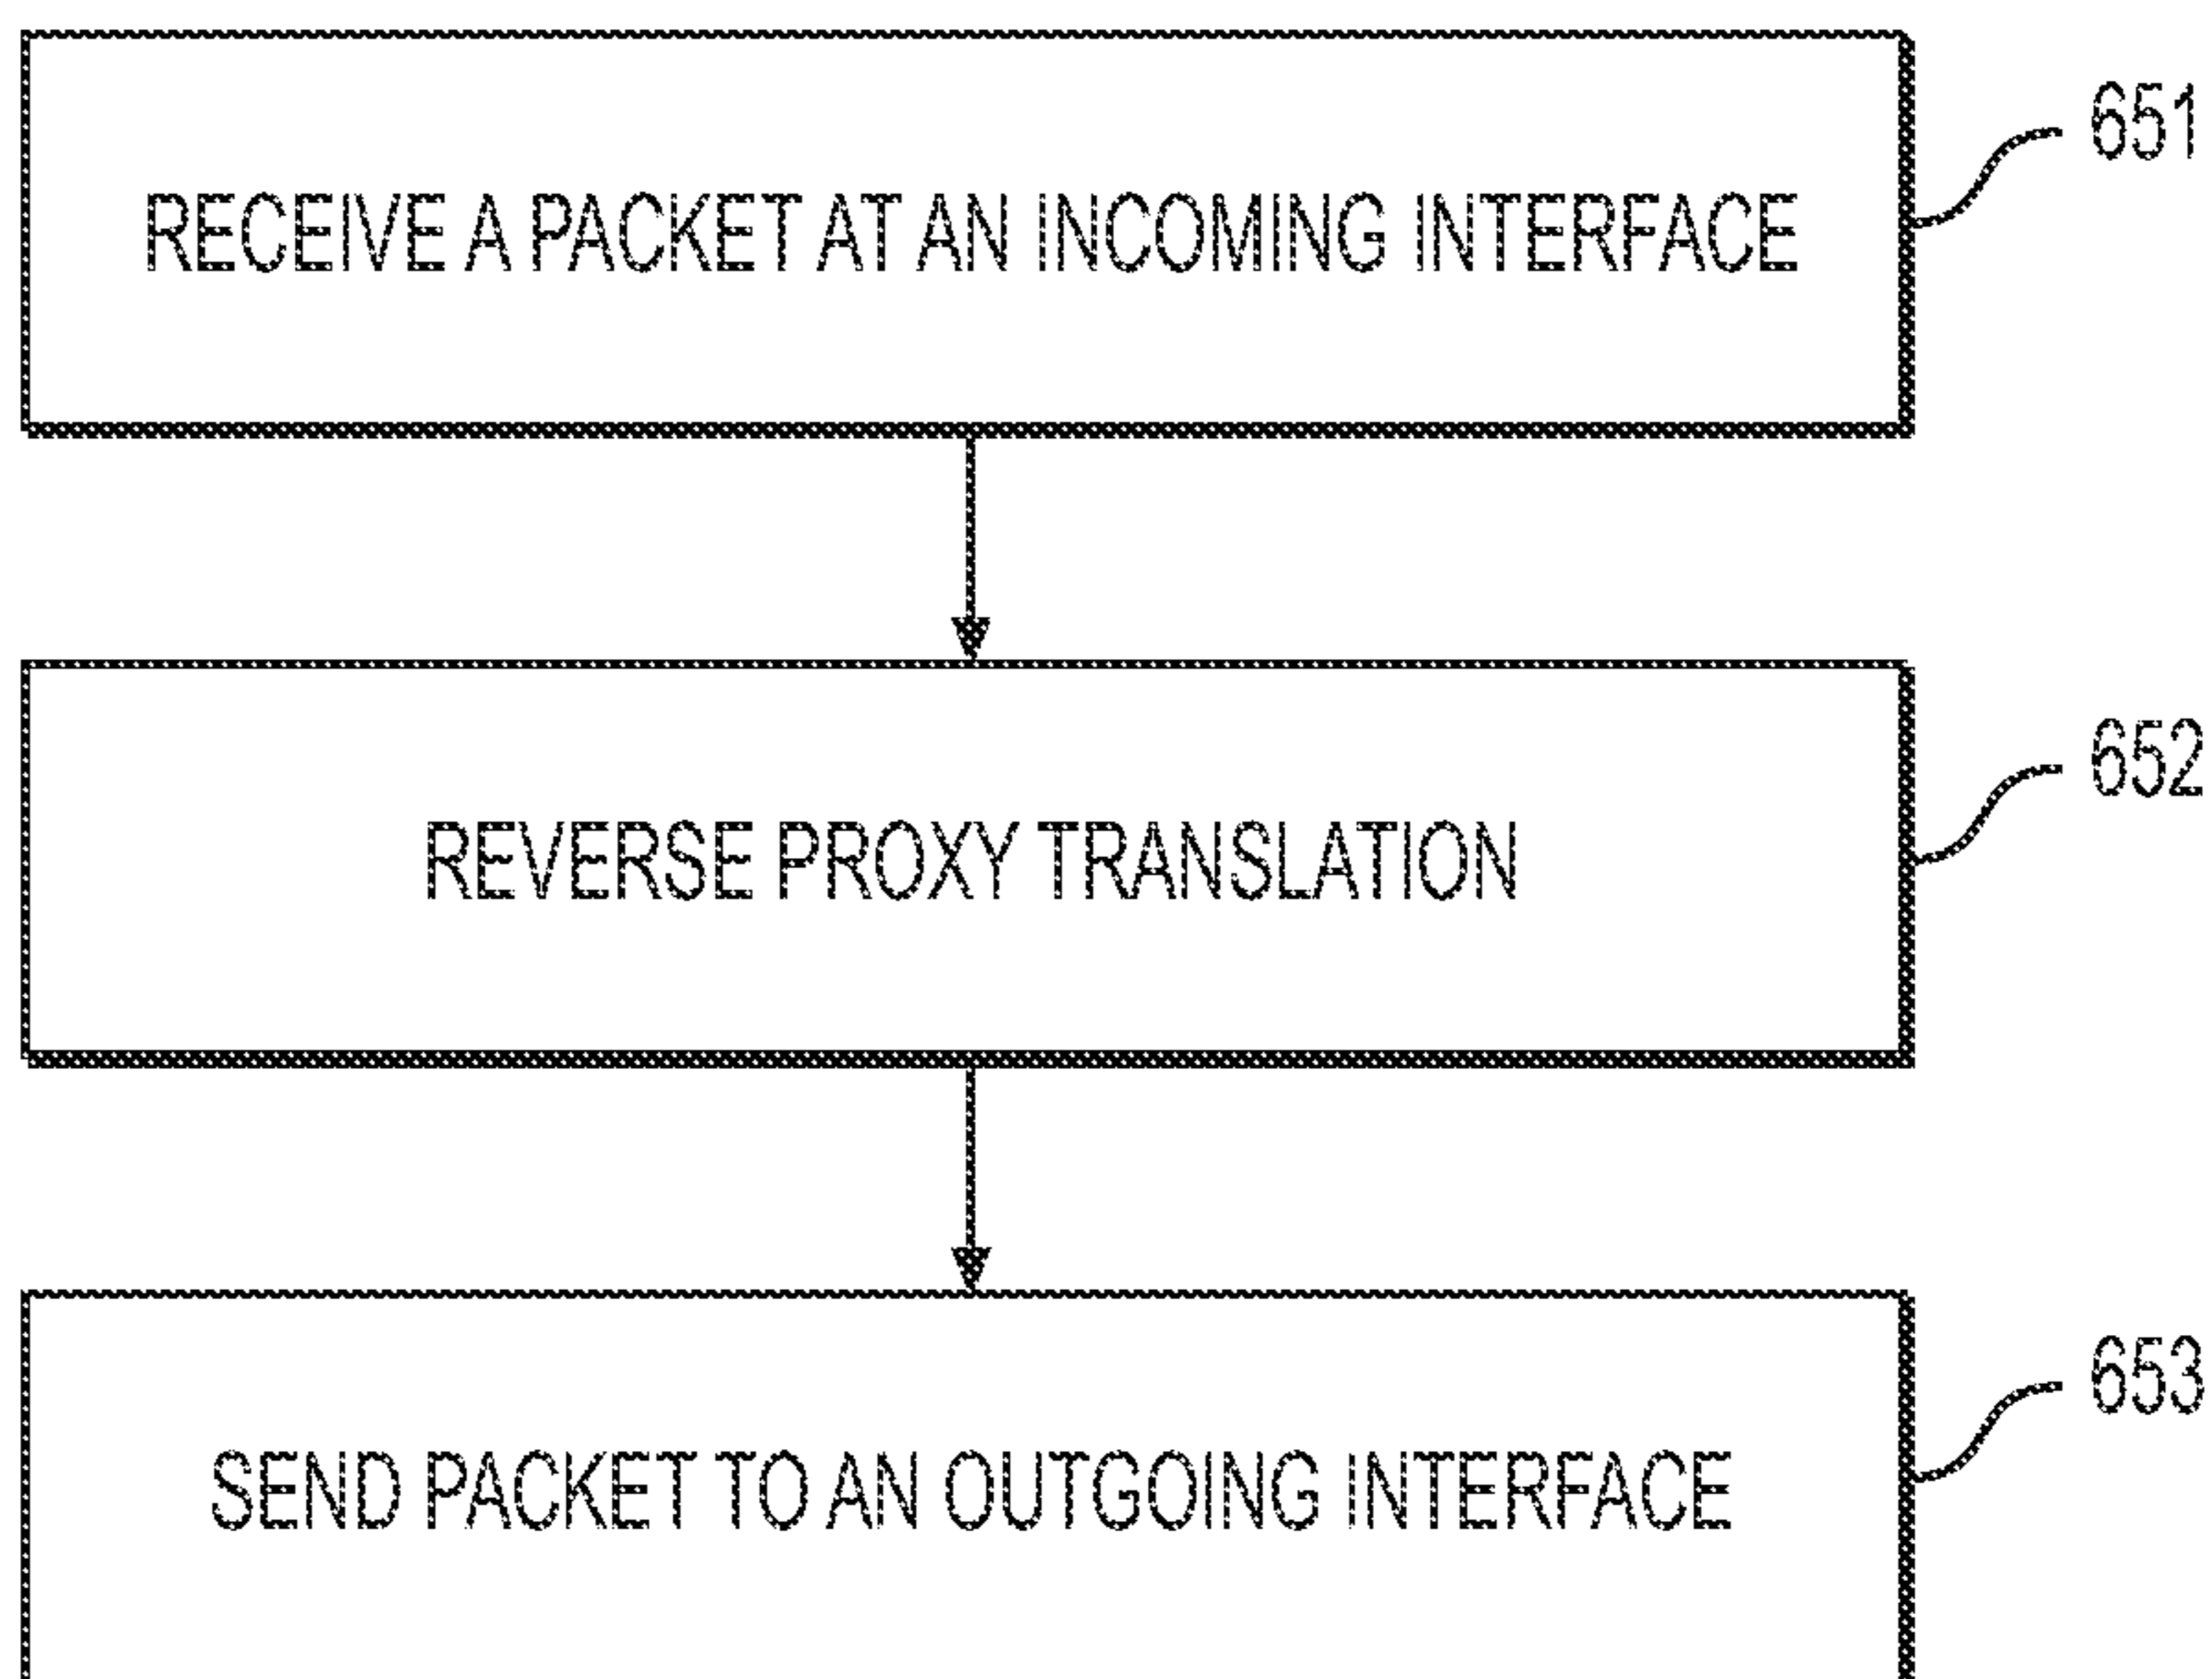 RECEIVE A PACKET AT AN INCOMING INTERFACE
651
REVERSE PROXY TRANSLATION
652
SEND PACKET TO AN OUTGOING INTERFACE
653